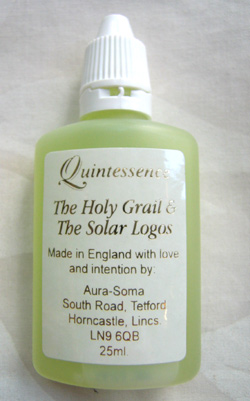 Quintessence
The Holy Grail &
The Solar Logos
Made in England with love
and intention by:
Aura-Soma
South Road, Tetford
Horncastle, Lincs.
LN9 6QB
25ml.